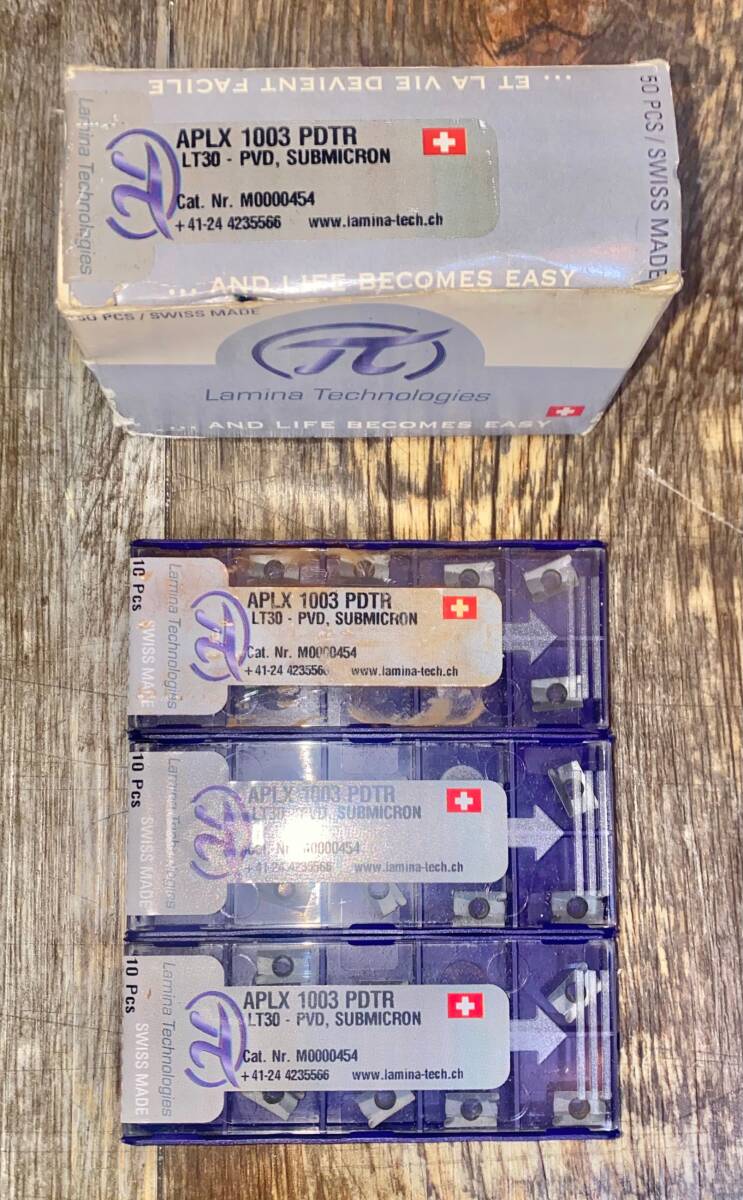 ... ET LA VIE DEVIENT FACILE
50 PCS / SWISS MADE
Lamina Technologies
APLX 1003 PDTR
LT30 - PVD, SUBMICRON
Cat. Nr. M0000454
+41-24 4235566 www.lamina-tech.ch
... AND LIFE BECOMES EASY
50 PCS / SWISS MADE
Lamina Technologies
... AND LIFE BECOMES EASY
10 Pcs SWISS MADE
Lamina Technologies
APLX 1003 PDTR
LT30 - PVD, SUBMICRON
Cat. Nr. M0000454
+41-24 4235566 www.lamina-tech.ch
10 Pcs SWISS MADE
Lamina Technologies
APLX 1003 PDTR
LT30 - PVD, SUBMICRON
Cat. Nr. M0000454
+41-24 4235566 www.lamina-tech.ch
10 Pcs SWISS MADE
Lamina Technologies
APLX 1003 PDTR
LT30 - PVD, SUBMICRON
Cat. Nr. M0000454
+41-24 4235566 www.lamina-tech.ch